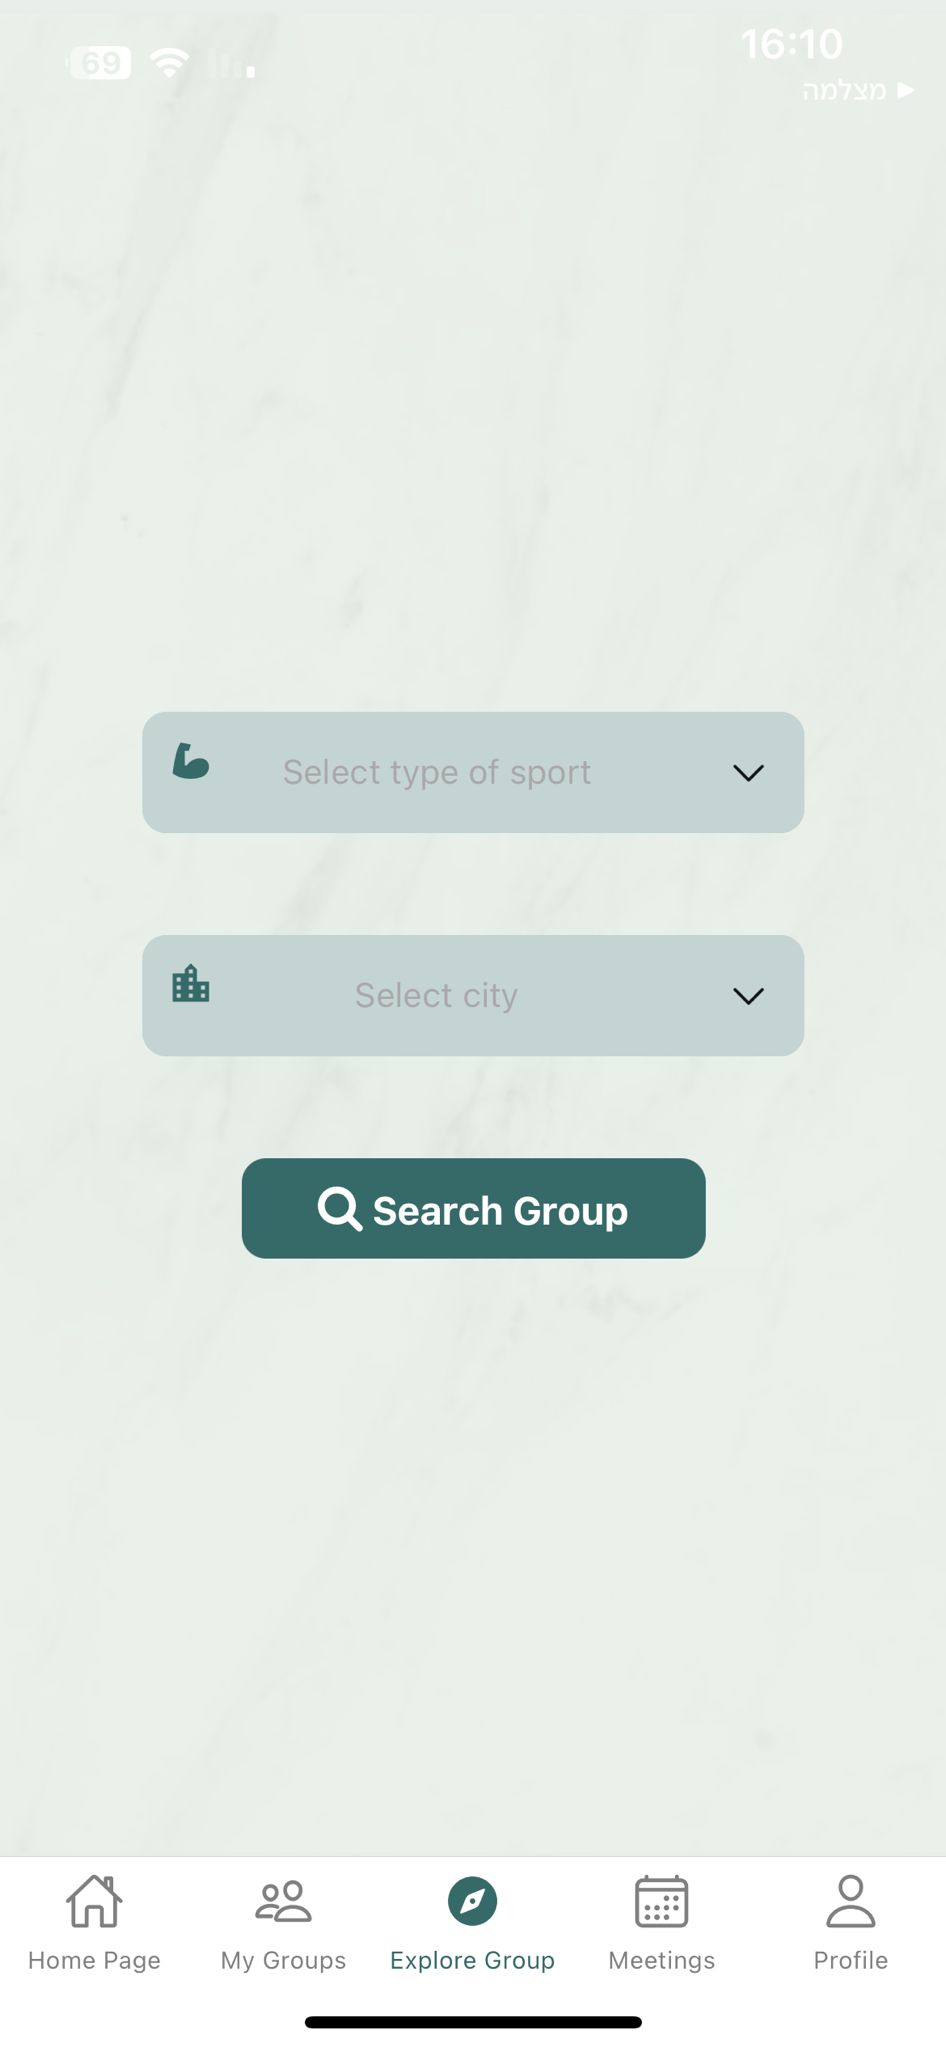 69
16:10
מצלמה
Select type of sport
Select city
Search Group
Home Page
My Groups
Explore Group
Meetings
Profile